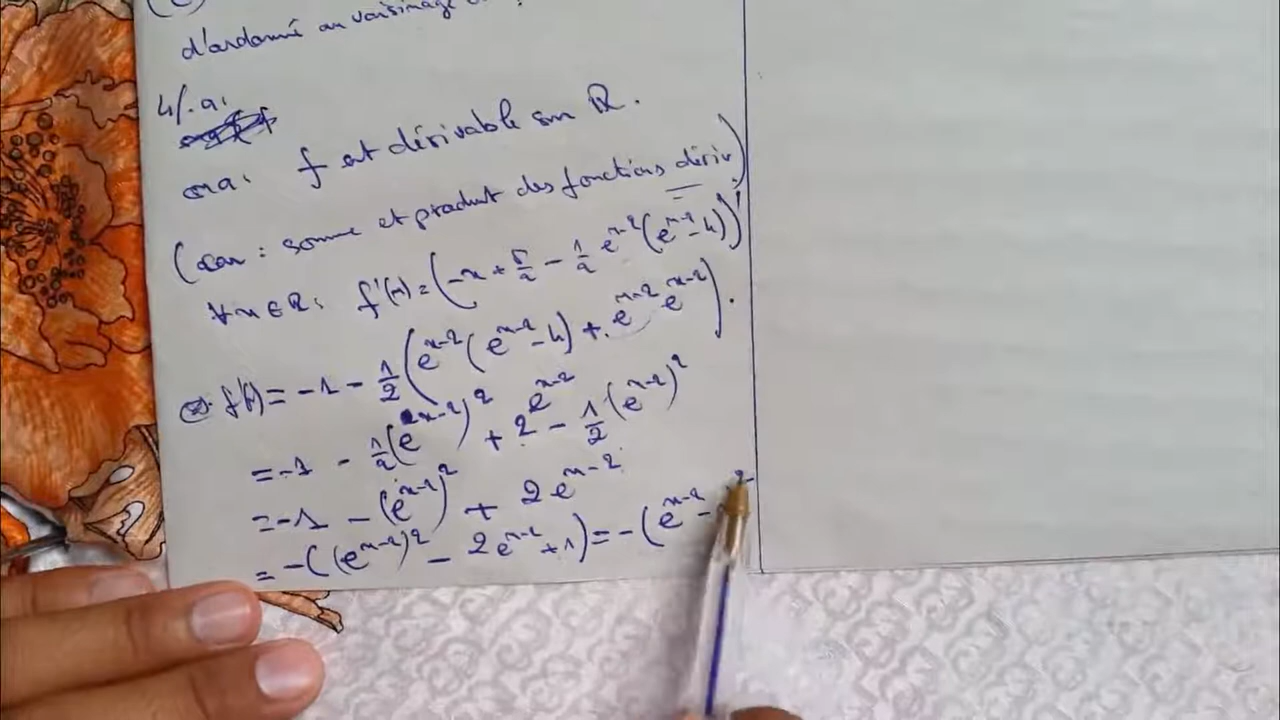 d'ordonné au voisinage
4/. a.
on a: f est dérivable sur ℝ.
(car : somme et produit des fonctions dériv)
∀x ∈ ℝ: f'(x) = (-x + 5/2 - 1/2 e^{x-2}(e^{x-2} - 4))'
f'(x) = -1 - 1/2 (e^{x-2}(e^{x-2} - 4) + e^{x-2} e^{x-2}).
= -1 - 1/2 (e^{x-2})^2 + 2 e^{x-2} - 1/2 (e^{x-2})^2
= -1 - (e^{x-2})^2 + 2e^{x-2}
= -((e^{x-2})^2 - 2e^{x-2} + 1) = -(e^{x-2} -